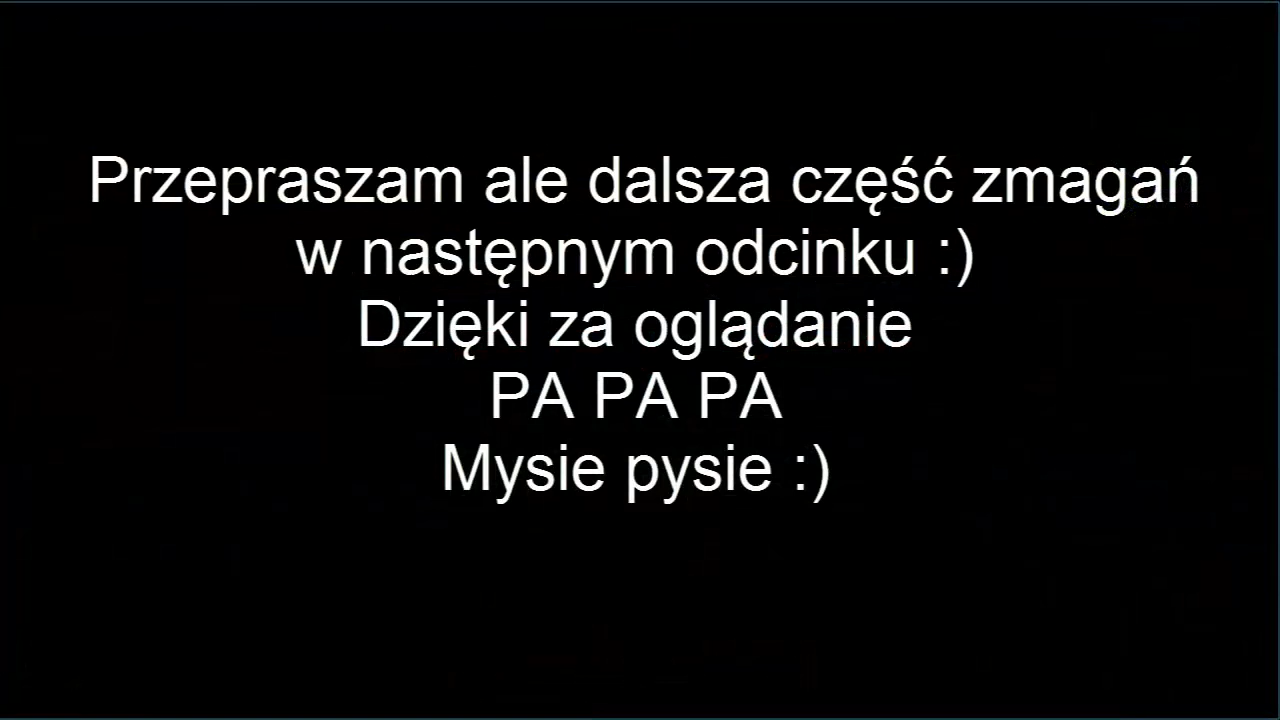 Przepraszam ale dalsza część zmagań
w następnym odcinku :)
Dzięki za oglądanie
PA PA PA
Mysie pysie :)